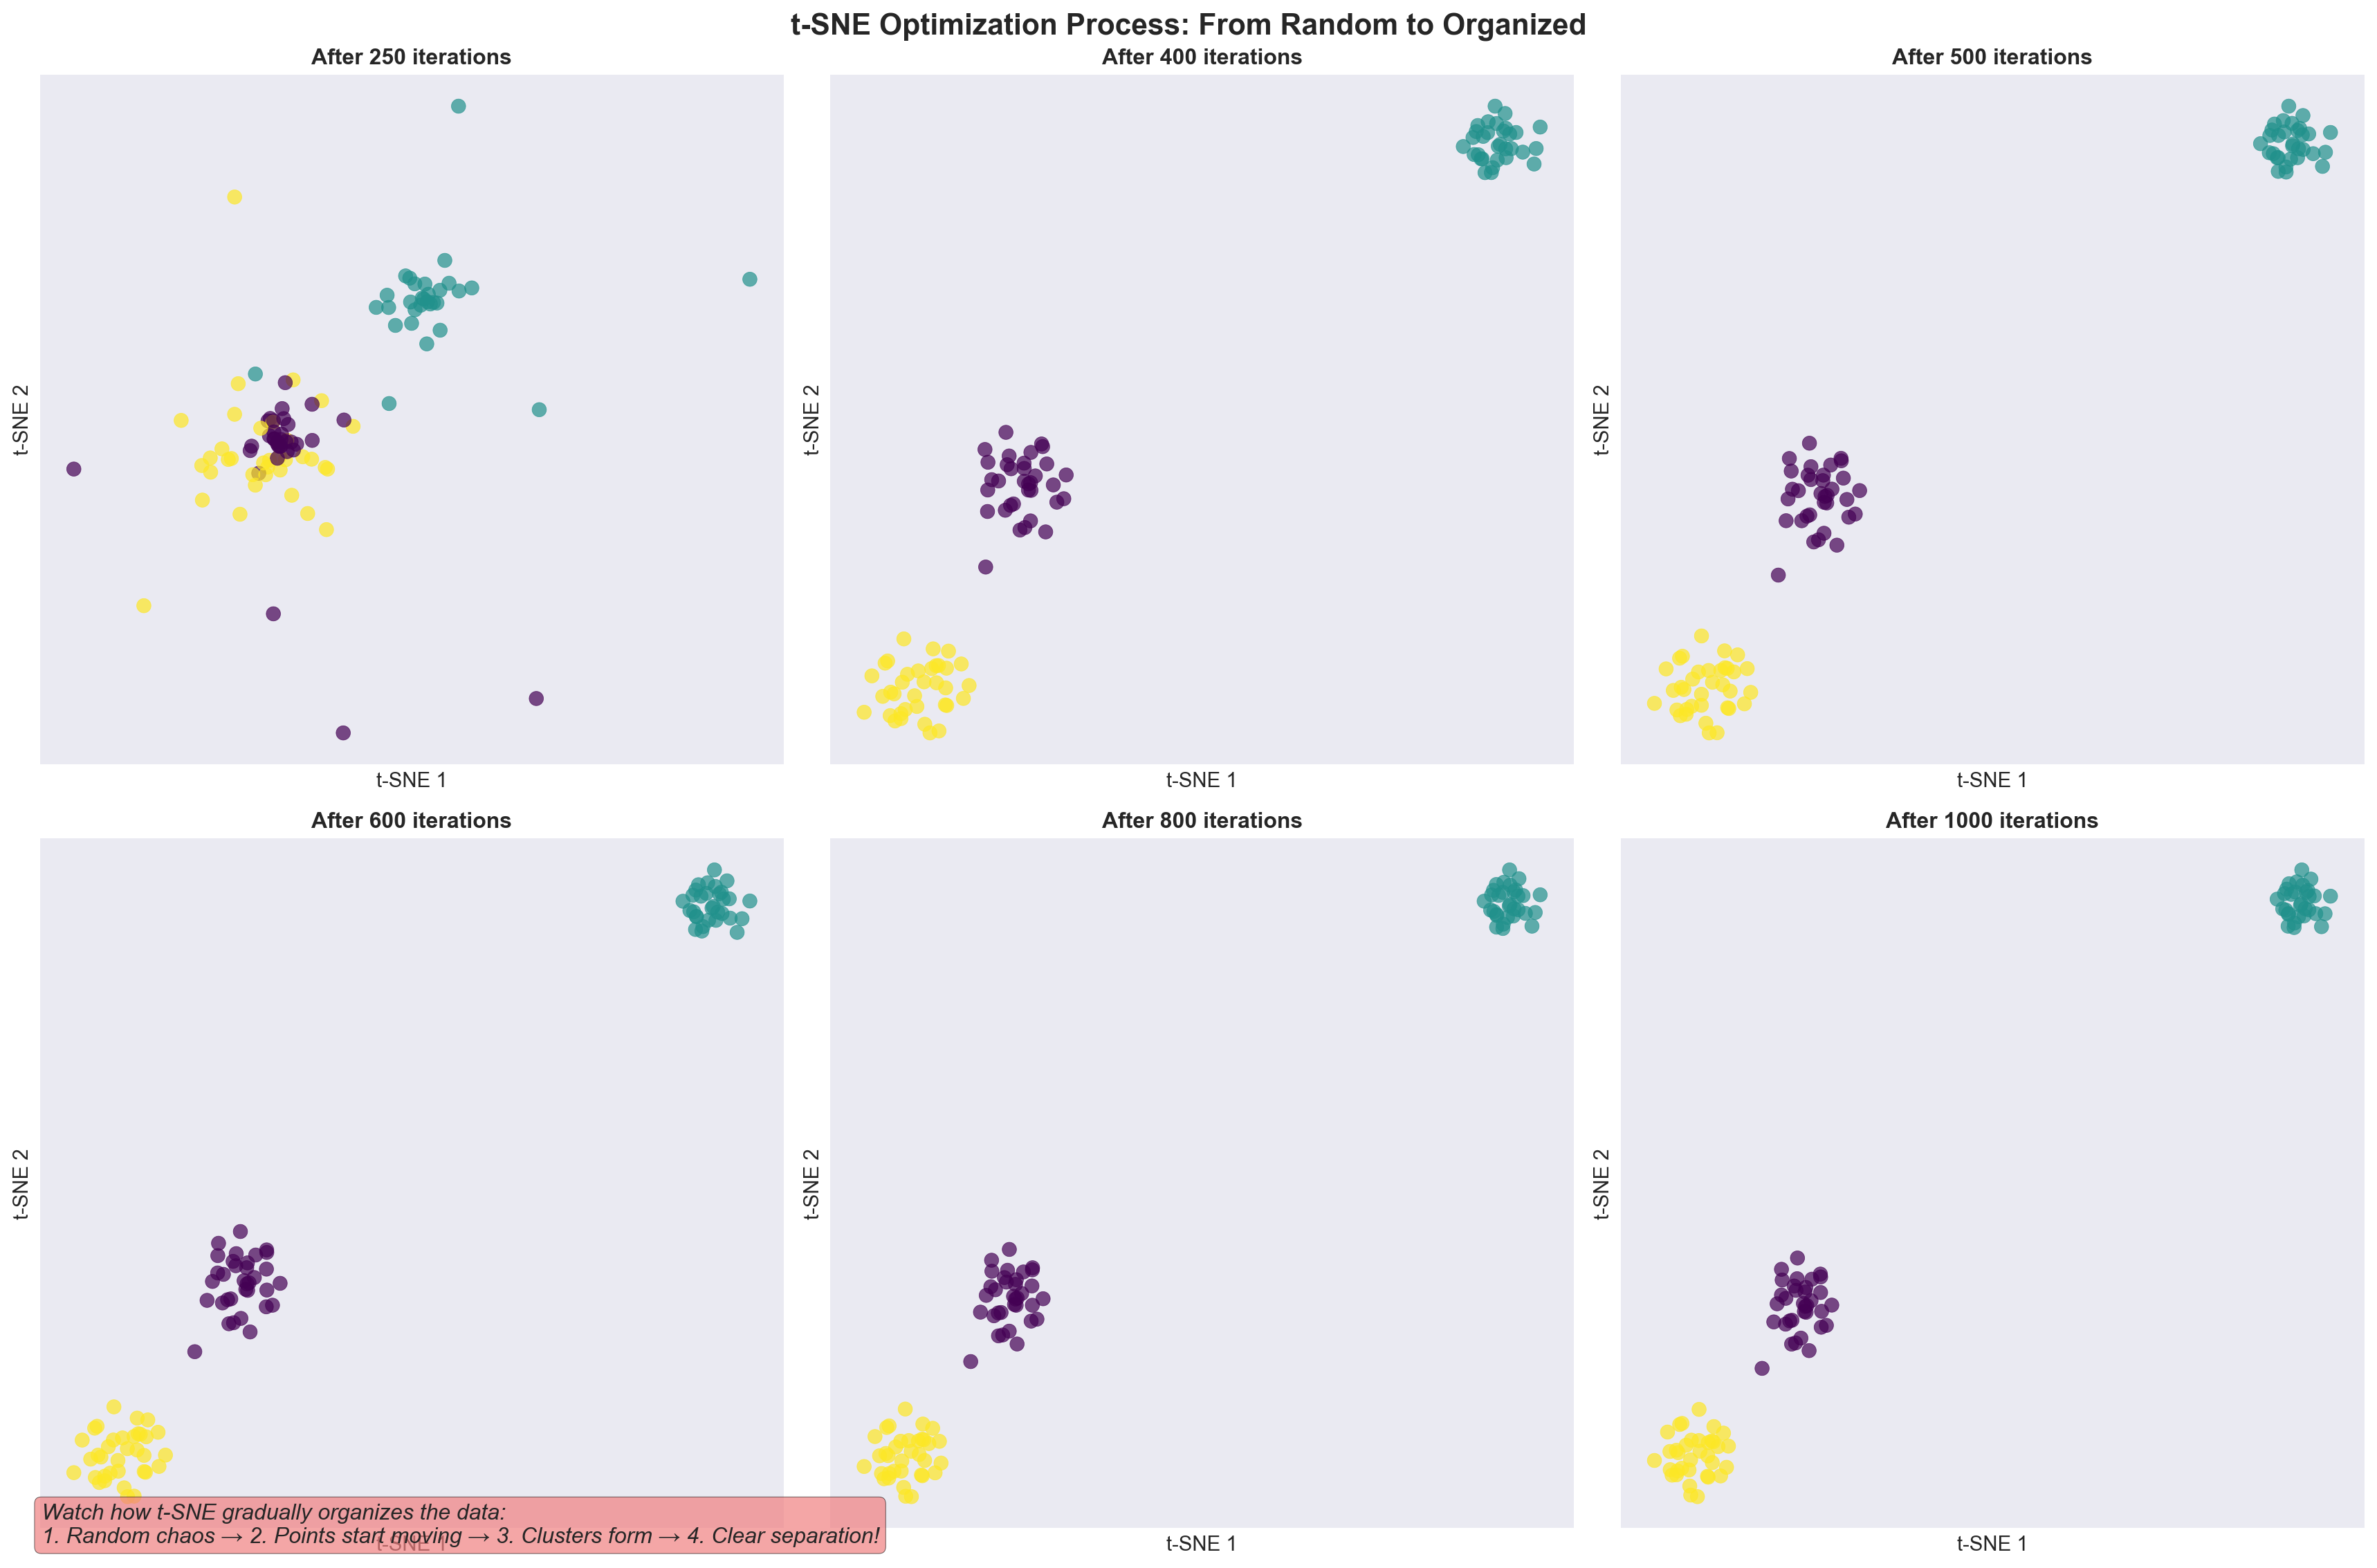 t-SNE Optimization Process: From Random to Organized
After 250 iterations
After 400 iterations
After 500 iterations
t-SNE 2
t-SNE 2
t-SNE 2
t-SNE 1
t-SNE 1
t-SNE 1
After 600 iterations
After 800 iterations
After 1000 iterations
t-SNE 2
t-SNE 2
t-SNE 2
Watch how t-SNE gradually organizes the data:
1. Random chaos → 2. Points start moving → 3. Clusters form → 4. Clear separation!
t-SNE 1
t-SNE 1
t-SNE 1